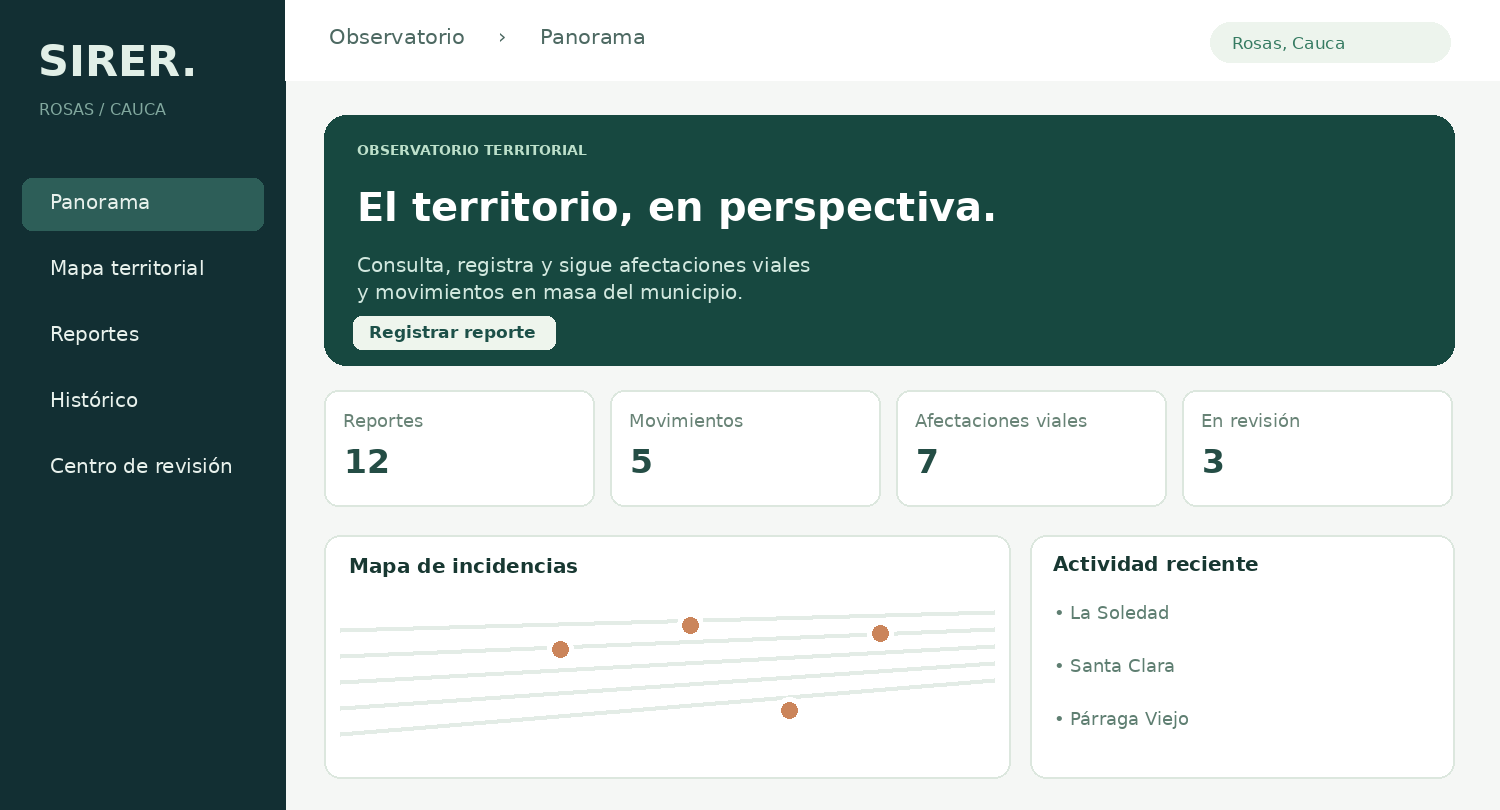 SIRER.
ROSAS / CAUCA
Panorama
Mapa territorial
Reportes
Histórico
Centro de revisión
Observatorio › Panorama
Rosas, Cauca
OBSERVATORIO TERRITORIAL
El territorio, en perspectiva.
Consulta, registra y sigue afectaciones viales
y movimientos en masa del municipio.
Registrar reporte
Reportes
12
Movimientos
5
Afectaciones viales
7
En revisión
3
Mapa de incidencias
Actividad reciente
• La Soledad
• Santa Clara
• Párraga Viejo